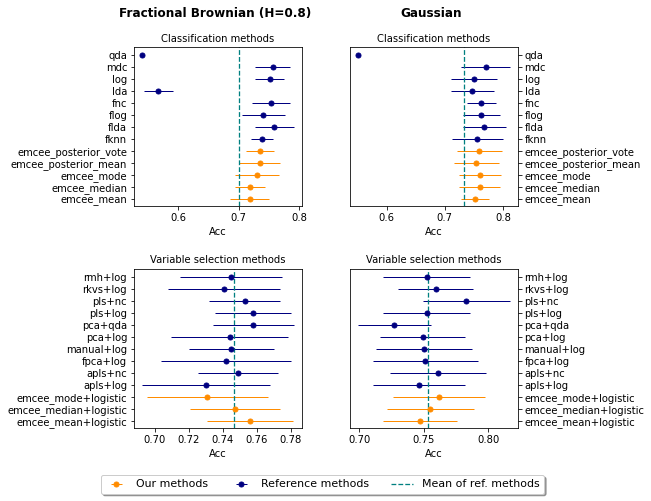 Fractional Brownian (H=0.8)
Gaussian
Classification methods
Classification methods
qda
mdc
log
lda
fnc
flog
flda
fknn
emcee_posterior_vote
emcee_posterior_mean
emcee_mode
emcee_median
emcee_mean
0.6 0.7 0.8
Acc
qda
mdc
log
lda
fnc
flog
flda
fknn
emcee_posterior_vote
emcee_posterior_mean
emcee_mode
emcee_median
emcee_mean
0.6 0.7 0.8
Acc
Variable selection methods
Variable selection methods
rmh+log
rkvs+log
pls+nc
pls+log
pca+qda
pca+log
manual+log
fpca+log
apls+nc
apls+log
emcee_mode+logistic
emcee_median+logistic
emcee_mean+logistic
0.70 0.72 0.74 0.76 0.78
Acc
rmh+log
rkvs+log
pls+nc
pls+log
pca+qda
pca+log
manual+log
fpca+log
apls+nc
apls+log
emcee_mode+logistic
emcee_median+logistic
emcee_mean+logistic
0.70 0.75 0.80
Acc
Our methods Reference methods Mean of ref. methods